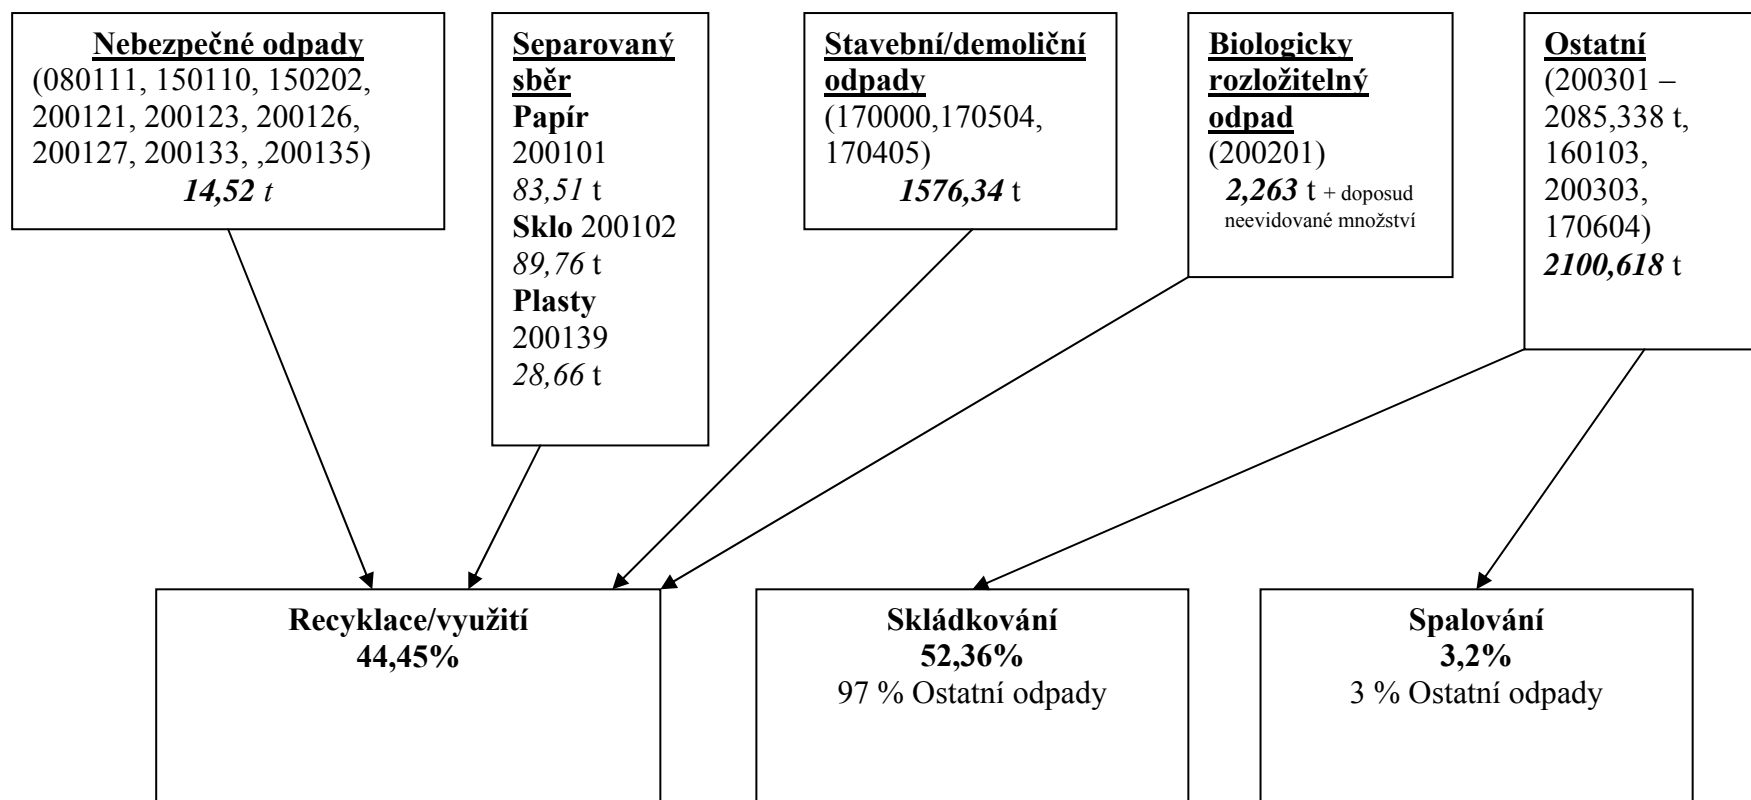 Nebezpečné odpady
(080111, 150110, 150202,
200121, 200123, 200126,
200127, 200133, ,200135)
14,52 t
Separovaný
sběr
Papír
200101
83,51 t
Sklo 200102
89,76 t
Plasty
200139
28,66 t
Stavební/demoliční
odpady
(170000,170504,
170405)
1576,34 t
Biologicky
rozložitelný
odpad
(200201)
2,263 t + doposud
neevidované množství
Ostatní
(200301 –
2085,338 t,
160103,
200303,
170604)
2100,618 t
Recyklace/využití
44,45%
Skládkování
52,36%
97 % Ostatní odpady
Spalování
3,2%
3 % Ostatní odpady